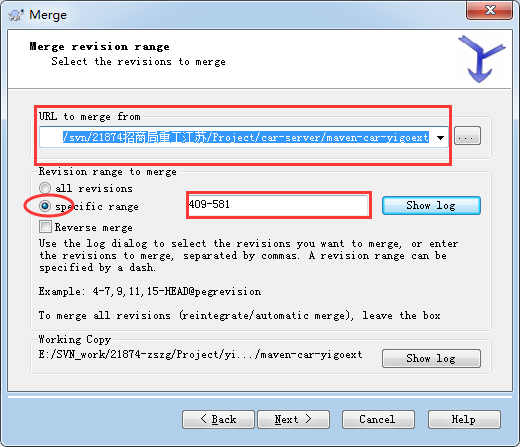 Merge
Merge revision range
Select the revisions to merge
URL to merge from
/svn/21874招商局重工江苏/Project/car-server/maven-car-yigoext
...
Revision range to merge
all revisions
specific range
409-581
Show log
Reverse merge
Use the log dialog to select the revisions you want to merge, or enter
the revisions to merge, separated by commas. A revision range can be
specified by a dash.
Example: 4-7,9,11,15-HEAD@pegrevision
To merge all revisions (reintegrate/automatic merge), leave the box
Working Copy
E:/SVN_work/21874-zszg/Project/yi.../maven-car-yigoext
Show log
< Back
Next >
Cancel
Help